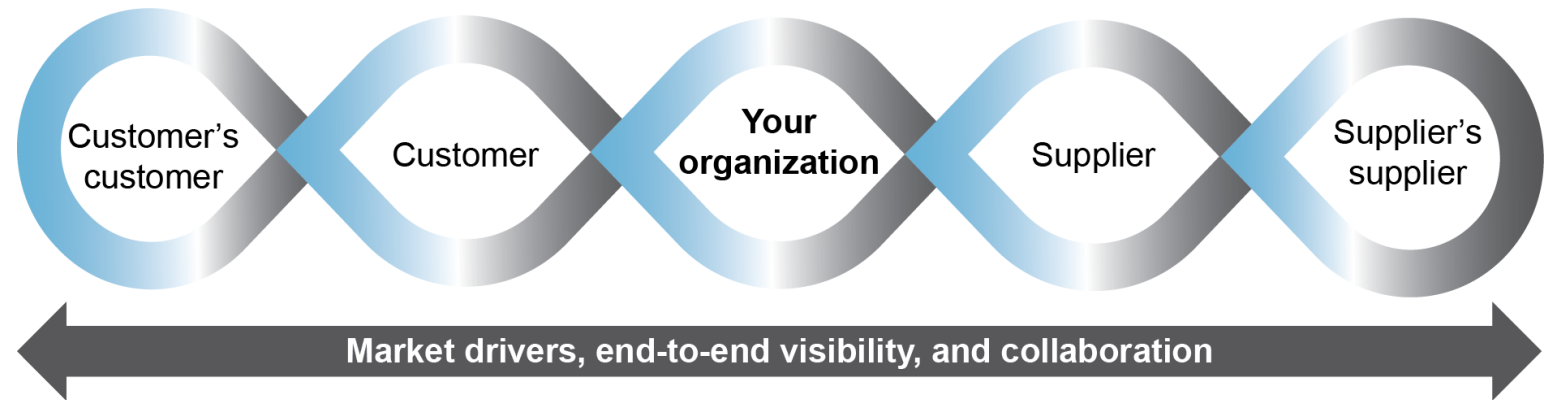 Customer’s
customer
Customer
Your
organization
Supplier
Supplier’s
supplier
Market drivers, end-to-end visibility, and collaboration